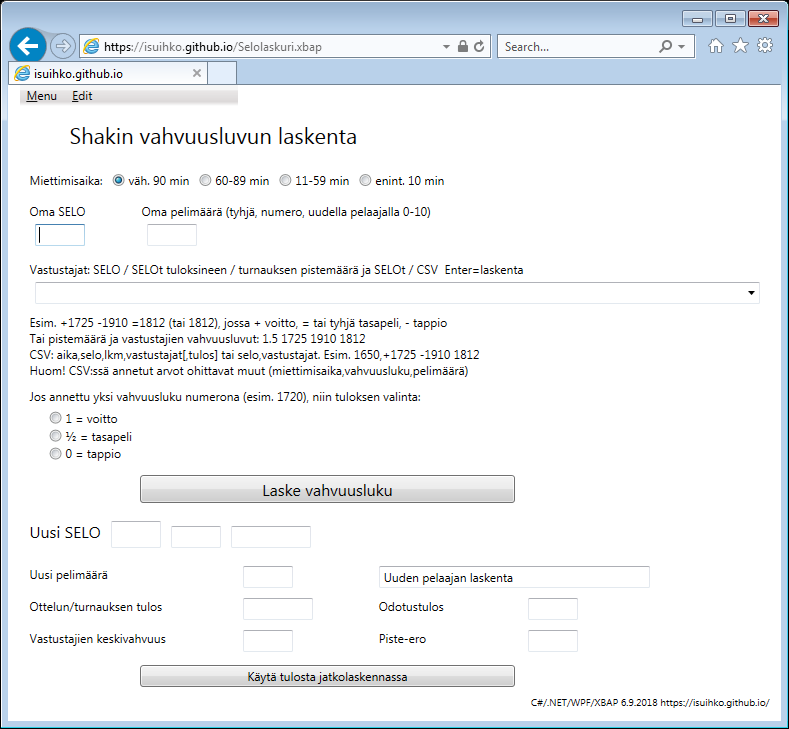 https://isuihko.github.io/Selolaskuri.xbap
Search...
isuihko.github.io
Menu Edit
Shakin vahvuusluvun laskenta
Miettimisaika: väh. 90 min 60-89 min 11-59 min enint. 10 min
Oma SELO Oma pelimäärä (tyhjä, numero, uudella pelaajalla 0-10)
Vastustajat: SELO / SELOt tuloksineen / turnauksen pistemäärä ja SELOt / CSV Enter=laskenta
Esim. +1725 -1910 =1812 (tai 1812), jossa + voitto, = tai tyhjä tasapeli, - tappio
Tai pistemäärä ja vastustajien vahvuusluvut: 1.5 1725 1910 1812
CSV: aika,selo,lkm,vastustajat[,tulos] tai selo,vastustajat. Esim. 1650,+1725 -1910 1812
Huom! CSV:ssä annetut arvot ohittavat muut (miettimisaika,vahvuusluku,pelimäärä)
Jos annettu yksi vahvuusluku numerona (esim. 1720), niin tuloksen valinta:
1 = voitto
½ = tasapeli
0 = tappio
Laske vahvuusluku
Uusi SELO
Uusi pelimäärä Uuden pelaajan laskenta
Ottelun/turnauksen tulos Odotustulos
Vastustajien keskivahvuus Piste-ero
Käytä tulosta jatkolaskennassa
C#/.NET/WPF/XBAP 6.9.2018 https://isuihko.github.io/